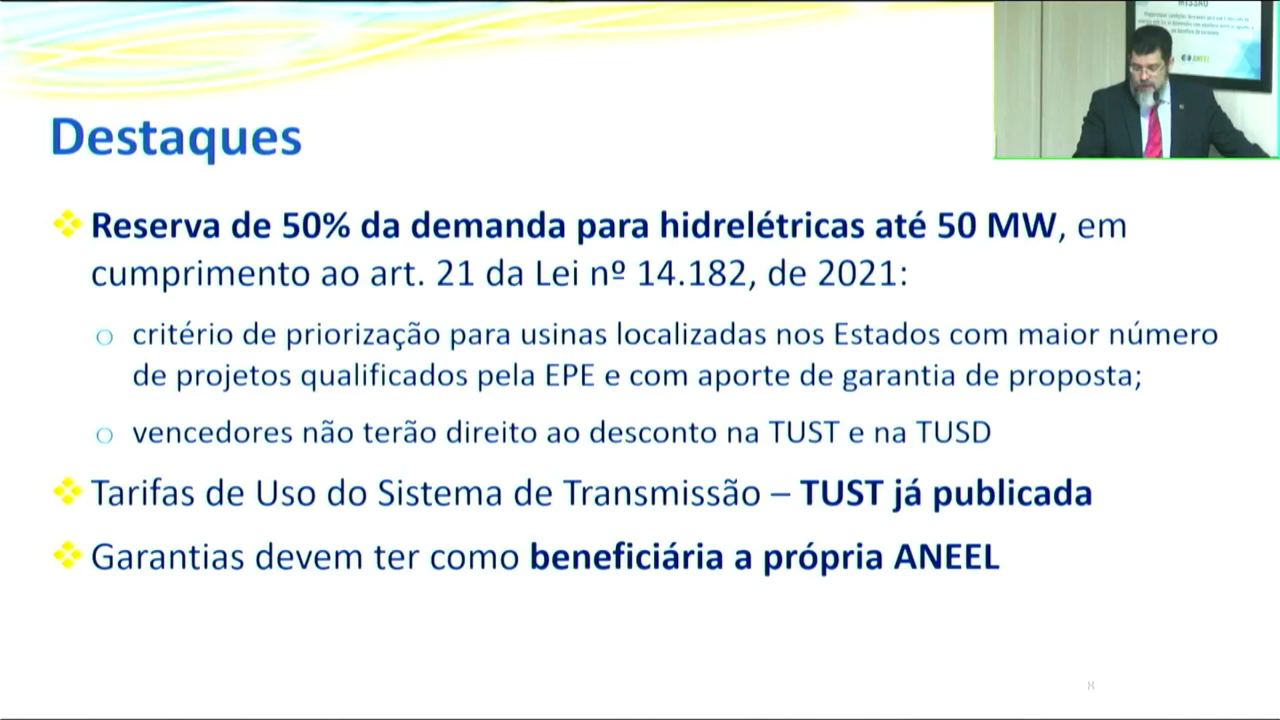 MISSÃO
ANEEL
Destaques
Reserva de 50% da demanda para hidrelétricas até 50 MW, em
cumprimento ao art. 21 da Lei nº 14.182, de 2021:
o critério de priorização para usinas localizadas nos Estados com maior número
de projetos qualificados pela EPE e com aporte de garantia de proposta;
o vencedores não terão direito ao desconto na TUST e na TUSD
Tarifas de Uso do Sistema de Transmissão – TUST já publicada
Garantias devem ter como beneficiária a própria ANEEL